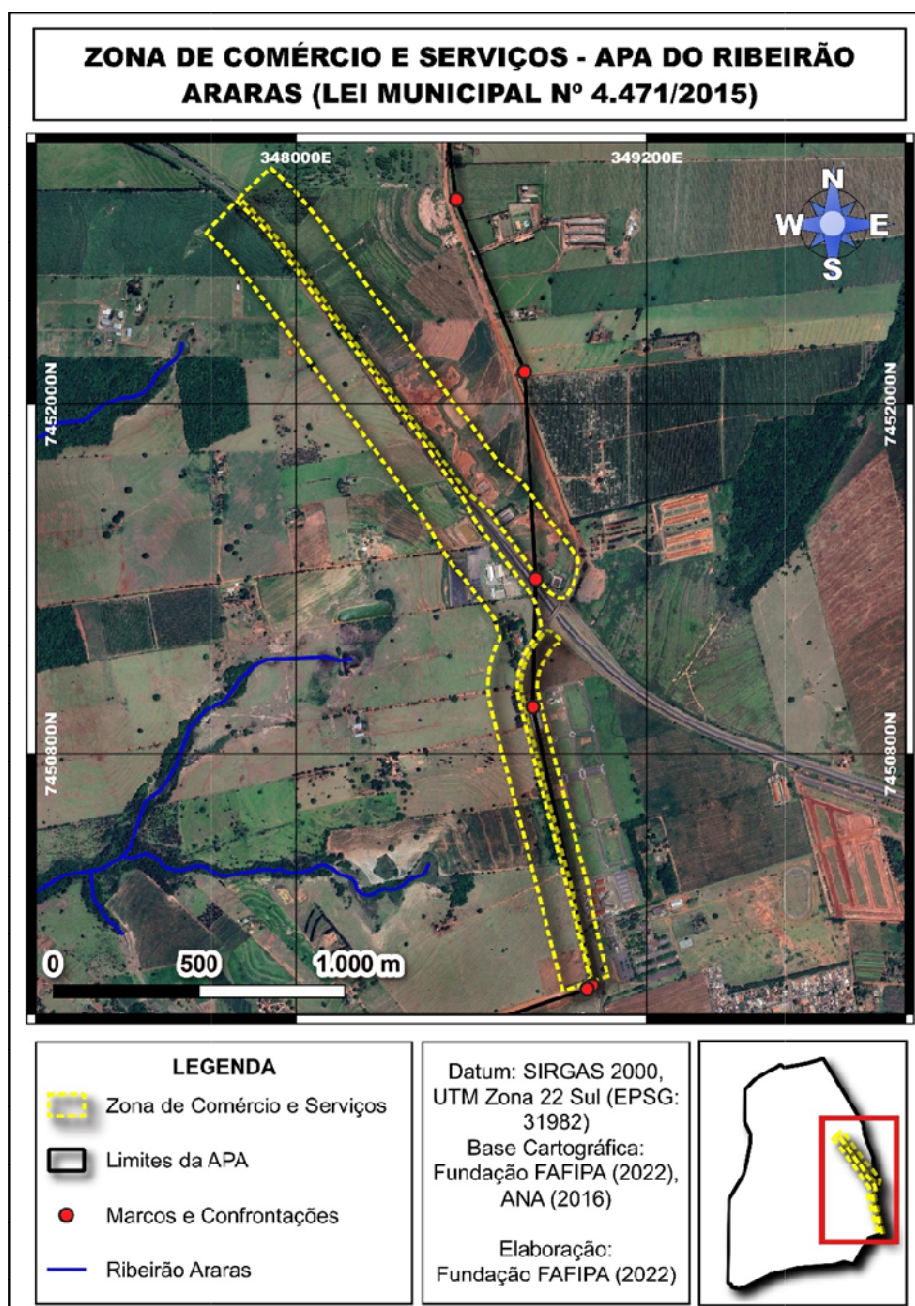 ZONA DE COMÉRCIO E SERVIÇOS - APA DO RIBEIRÃO
ARARAS (LEI MUNICIPAL Nº 4.471/2015)
348000E
349200E
N
W
E
S
7452000N
7452000N
7450800N
7450800N
0
500
1.000 m
LEGENDA
Zona de Comércio e Serviços
Limites da APA
Marcos e Confrontações
Ribeirão Araras
Datum: SIRGAS 2000,
UTM Zona 22 Sul (EPSG:
31982)
Base Cartográfica:
Fundação FAFIPA (2022),
ANA (2016)
Elaboração:
Fundação FAFIPA (2022)